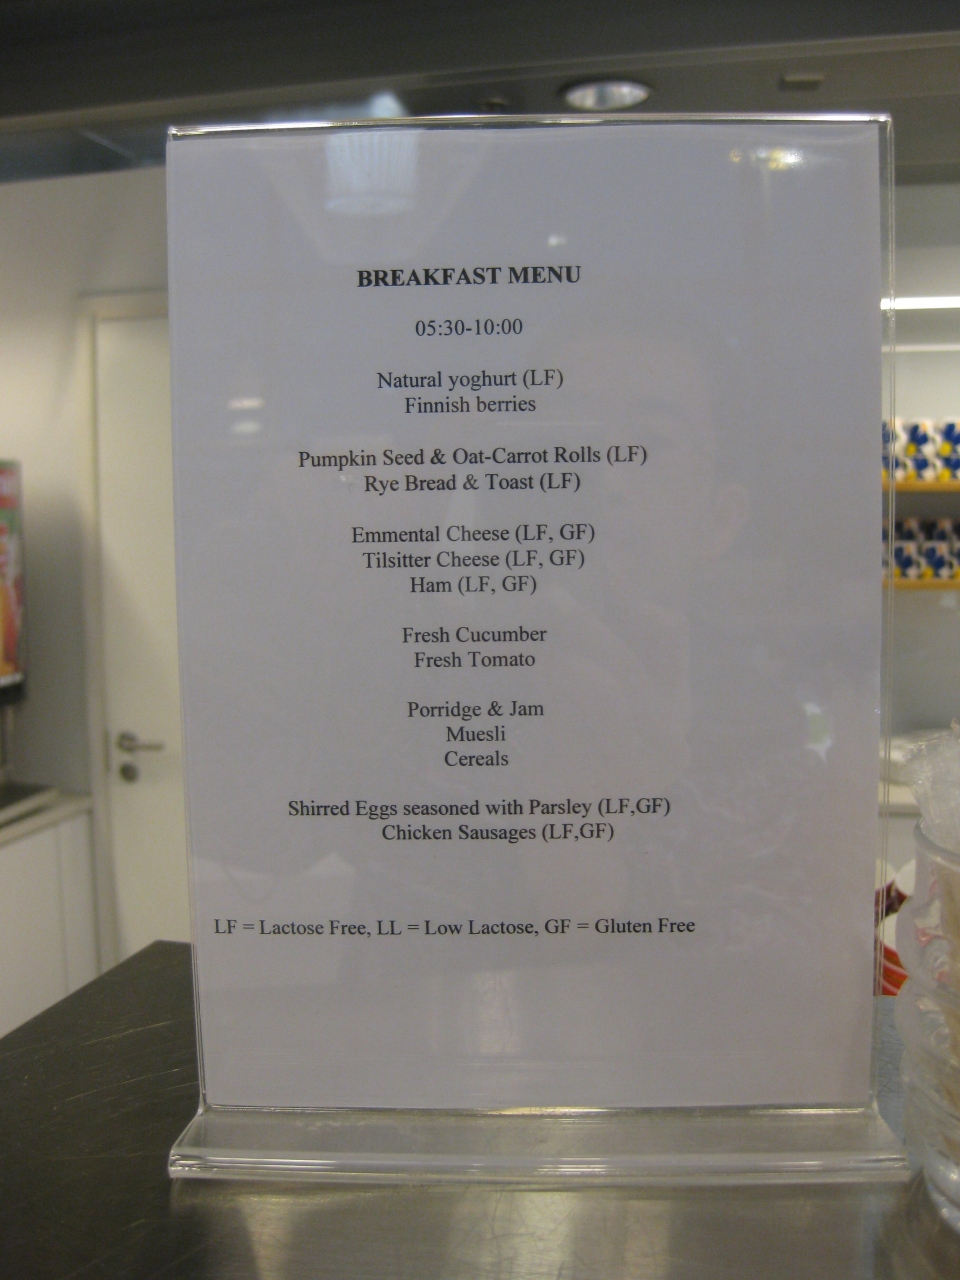 BREAKFAST MENU
05:30-10:00
Natural yoghurt (LF)
Finnish berries
Pumpkin Seed & Oat-Carrot Rolls (LF)
Rye Bread & Toast (LF)
Emmental Cheese (LF, GF)
Tilsitter Cheese (LF, GF)
Ham (LF, GF)
Fresh Cucumber
Fresh Tomato
Porridge & Jam
Muesli
Cereals
Shirred Eggs seasoned with Parsley (LF,GF)
Chicken Sausages (LF,GF)
LF = Lactose Free, LL = Low Lactose, GF = Gluten Free